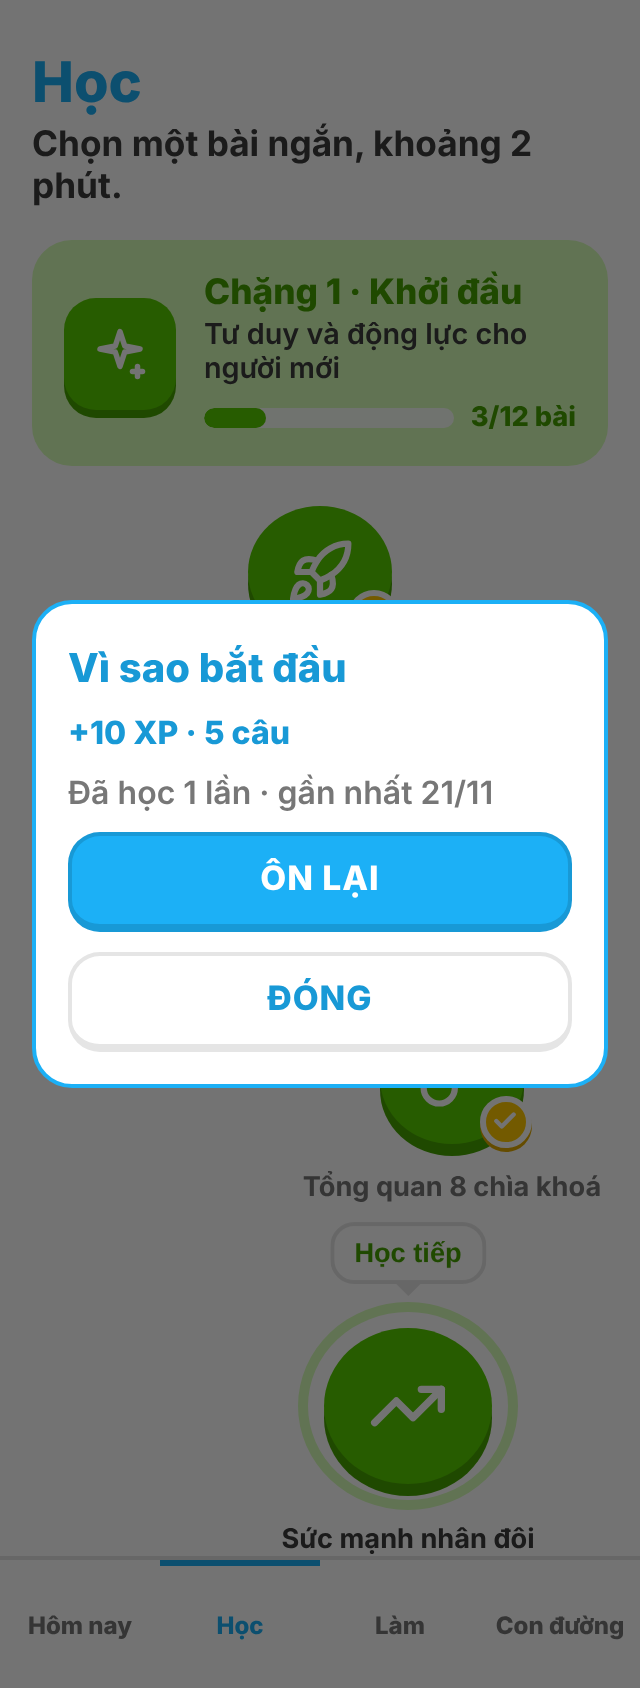 Học
Chọn một bài ngắn, khoảng 2
phút.
Chặng 1 · Khởi đầu
Tư duy và động lực cho
người mới
3/12 bài
Vì sao bắt đầu
+10 XP · 5 câu
Đã học 1 lần · gần nhất 21/11
ÔN LẠI
ĐÓNG
Tổng quan 8 chìa khoá
Học tiếp
Sức mạnh nhân đôi
Hôm nay
Học
Làm
Con đường